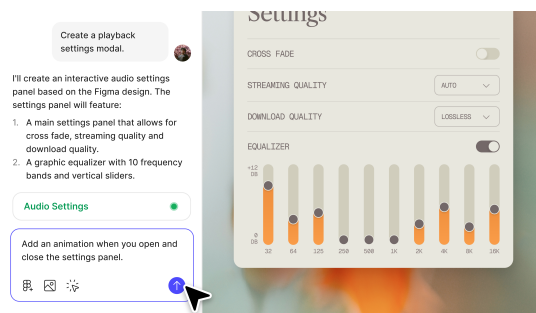 Create a playback
settings modal.
I'll create an interactive audio settings
panel based on the Figma design. The
settings panel will feature:
1. A main settings panel that allows for
cross fade, streaming quality and
download quality.
2. A graphic equalizer with 10 frequency
bands and vertical sliders.
Audio Settings
Add an animation when you open and
close the settings panel.
Settings
CROSS FADE
STREAMING QUALITY AUTO
DOWNLOAD QUALITY LOSSLESS
EQUALIZER
+12
DB
0
DB
32 64 125 250 500 1K 2K 4K 8K 16K